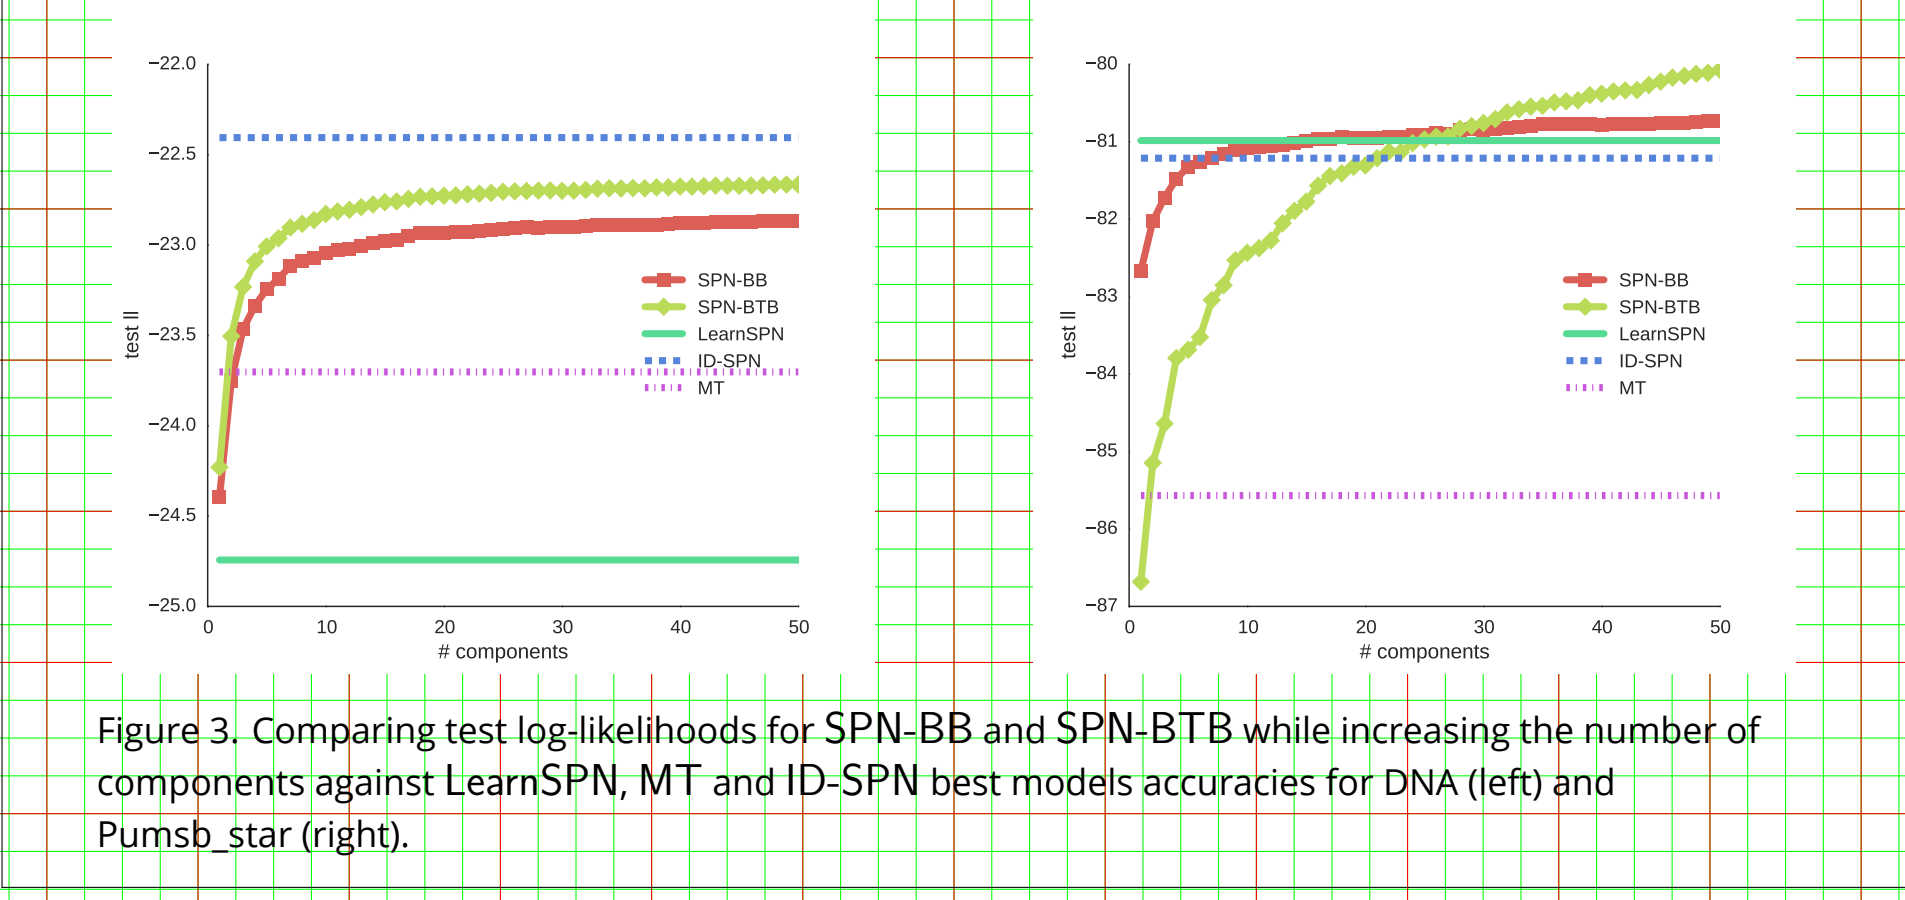 −22.0
−22.5
−23.0
−23.5
−24.0
−24.5
−25.0
test ll
0 10 20 30 40 50
# components
SPN-BB
SPN-BTB
LearnSPN
ID-SPN
MT
−80
−81
−82
−83
−84
−85
−86
−87
test ll
0 10 20 30 40 50
# components
SPN-BB
SPN-BTB
LearnSPN
ID-SPN
MT
Figure 3. Comparing test log-likelihoods for SPN-BB and SPN-BTB while increasing the number of
components against LearnSPN, MT and ID-SPN best models accuracies for DNA (left) and
Pumsb_star (right).